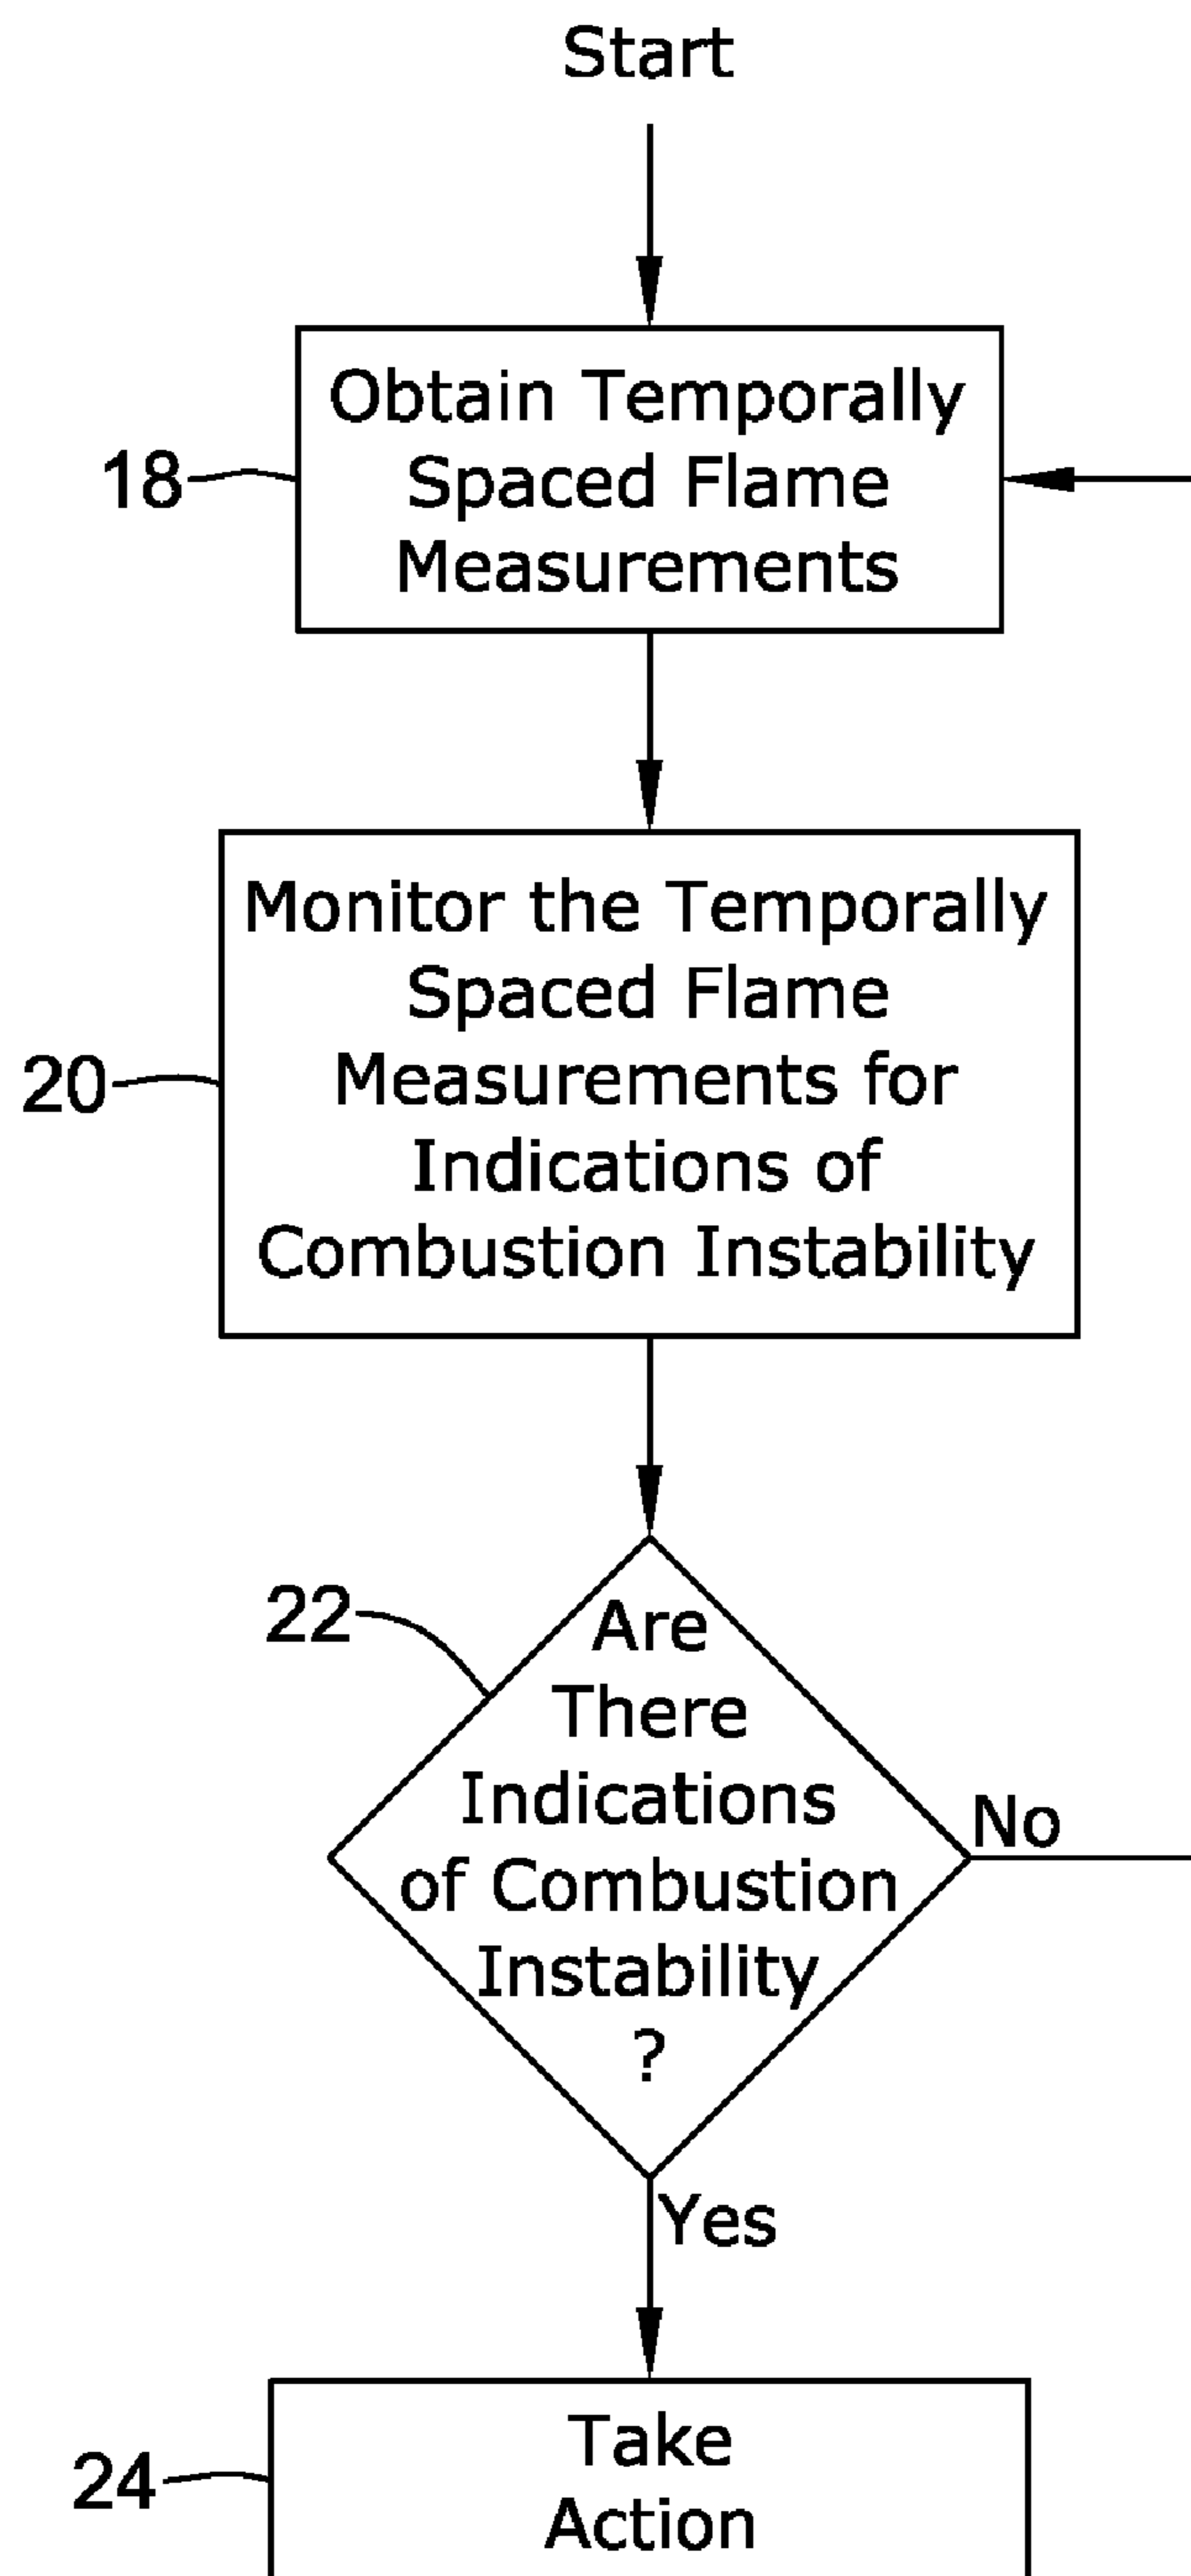 Start
Obtain Temporally
Spaced Flame
Measurements
18
Monitor the Temporally
Spaced Flame
Measurements for
Indications of
Combustion Instability
20
22
Are
There
Indications
of Combustion
Instability
?
No
Yes
Take
Action
24